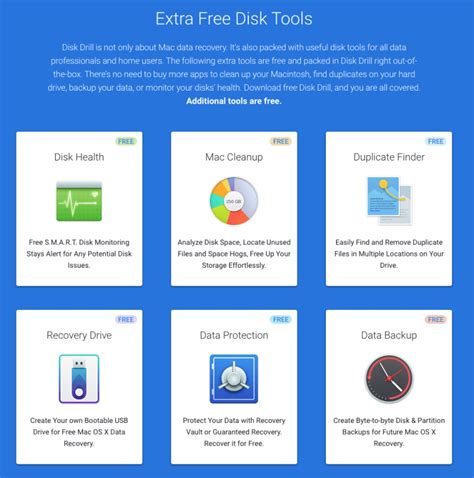 Extra Free Disk Tools
Disk Drill is not only about Mac data recovery. It's also packed with useful disk tools for all data
professionals and home users. The following extra tools are free and packed in Disk Drill right out-of-
the-box. There's no need to buy more apps to clean up your Macintosh, find duplicates on your hard
drive, backup your data, or monitor your disks' health. Download free Disk Drill, and you are all covered.
Additional tools are free.
FREE
Disk Health
Free S.M.A.R.T. Disk Monitoring
Stays Alert for Any Potential Disk
Issues.
FREE
Mac Cleanup
250 GB
Analyze Disk Space, Locate Unused
Files and Space Hogs, Free Up Your
Storage Effortlessly.
FREE
Duplicate Finder
Easily Find and Remove Duplicate
Files in Multiple Locations on Your
Drive.
FREE
Recovery Drive
Create Your own Bootable USB
Drive for Free Mac OS X Data
Recovery.
FREE
Data Protection
Protect Your Data with Recovery
Vault or Guaranteed Recovery.
Recover it for Free.
FREE
Data Backup
Create Byte-to-byte Disk & Partition
Backups for Future Mac OS X
Recovery.